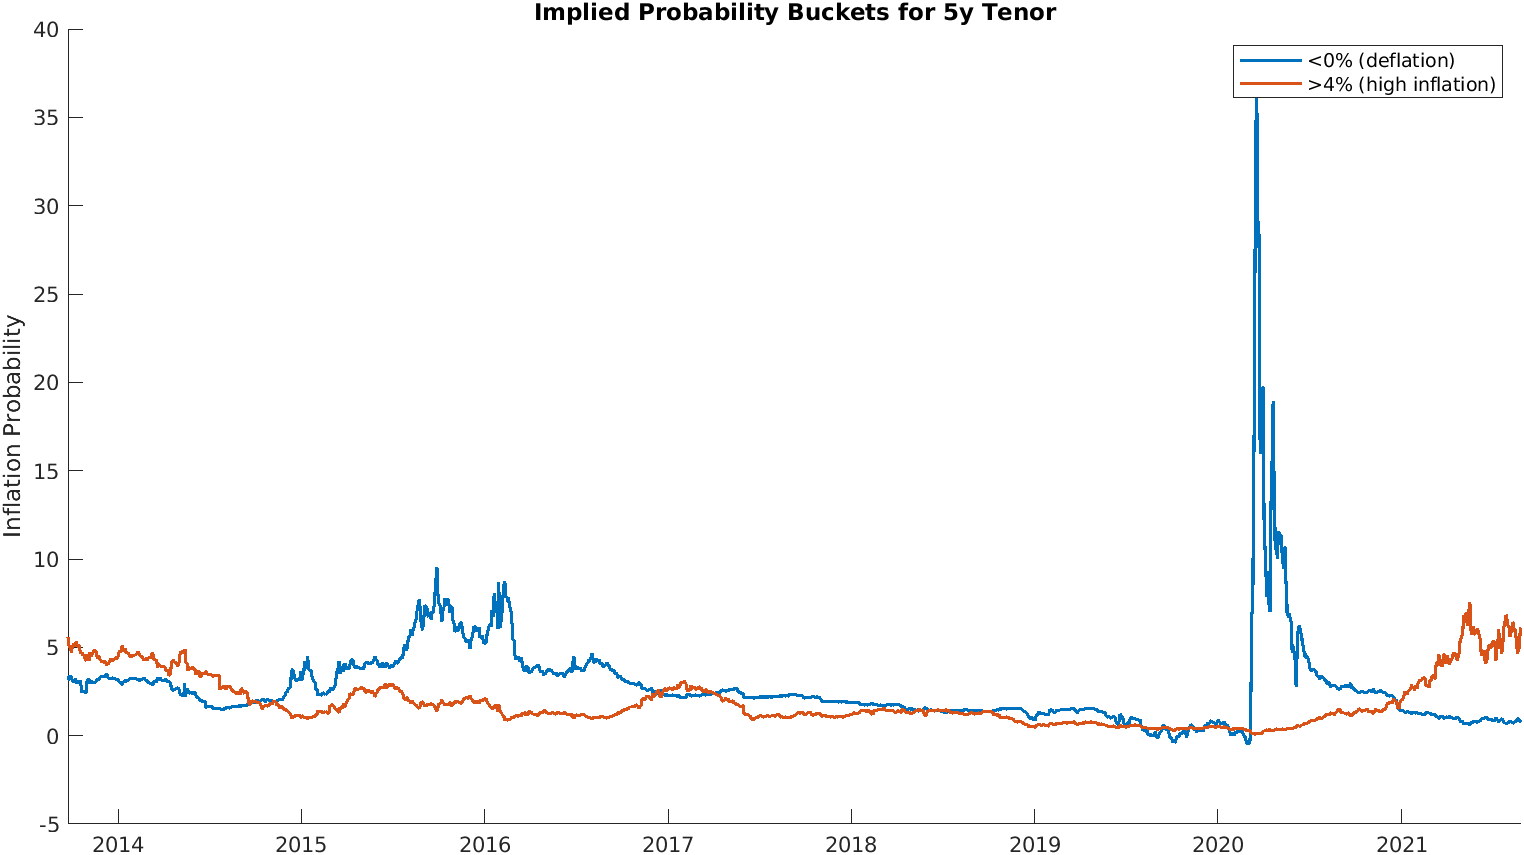 Implied Probability Buckets for 5y Tenor
<0% (deflation)
>4% (high inflation)
Inflation Probability
40
35
30
25
20
15
10
5
0
-5
2014 2015 2016 2017 2018 2019 2020 2021